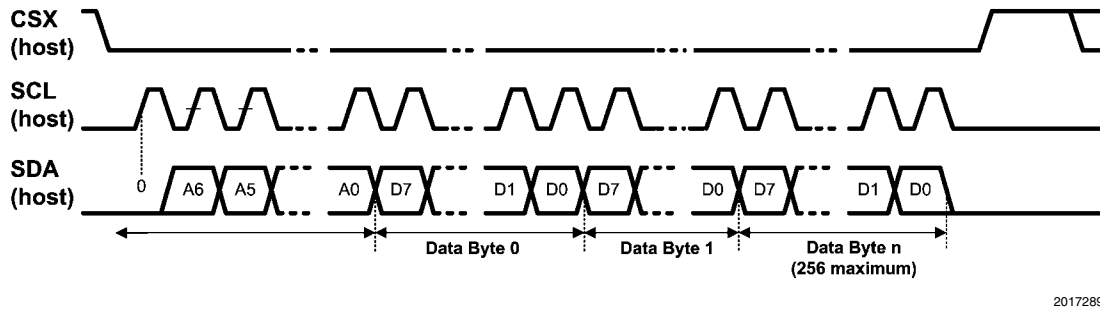 CSX
(host)
SCL
(host)
SDA
(host)
0
A6
A5
A0
D7
D1
D0
D7
D0
D7
D1
D0
Data Byte 0
Data Byte 1
Data Byte n
(256 maximum)
2017289